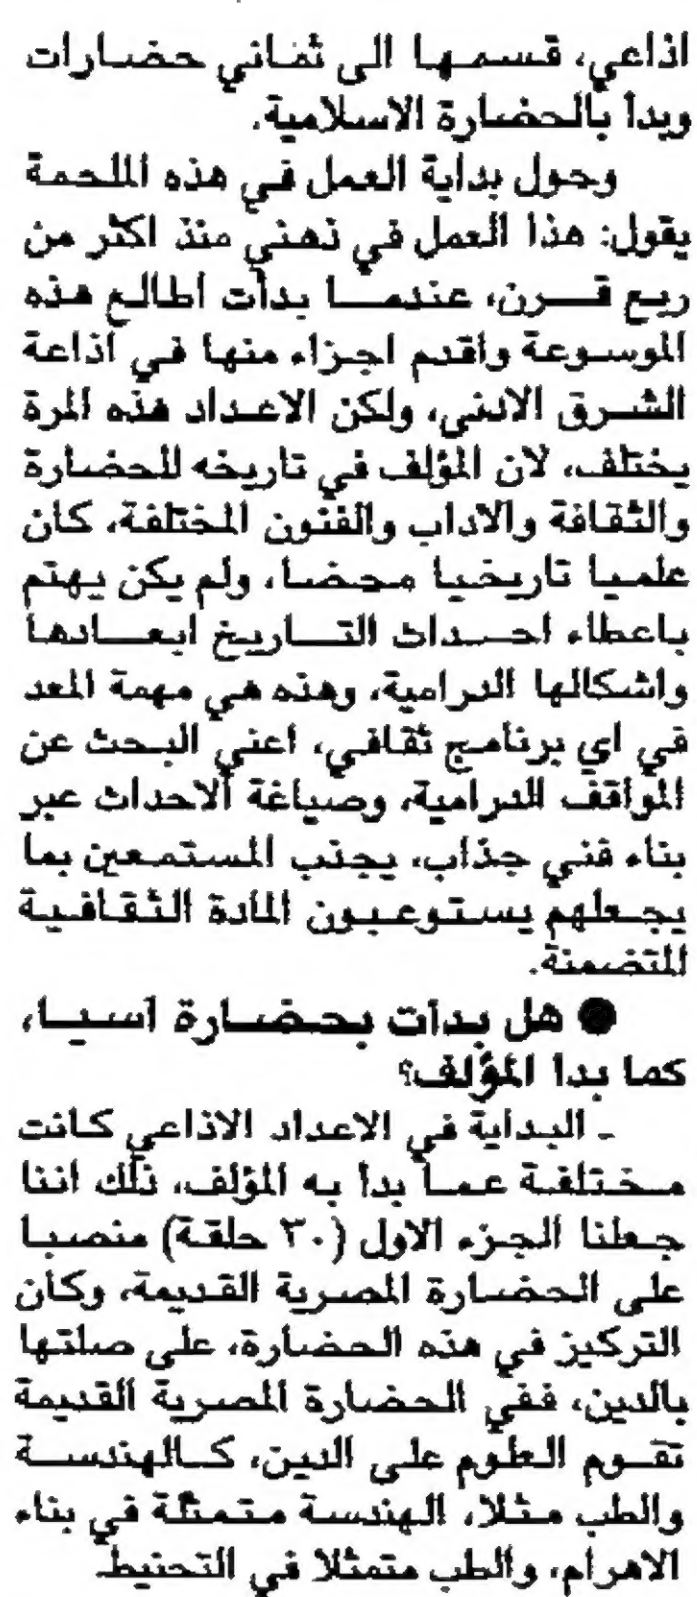 اذاعي، قسمها الى ثماني حضارات
وبدأ بالحضارة الاسلامية.
وحول بداية العمل في هذه الملحمة
يقول: هذا العمل في ذهني منذ اكثر من
ربع قرن، عندما بدأت اطالع هذه
الموسوعة واقدم اجزاء منها في اذاعة
الشرق الادنى، ولكن الاعداد هذه المرة
يختلف، لان المؤلف في تاريخه للحضارة
والثقافة والاداب والفنون المختلفة، كان
علميا تاريخيا محضا، ولم يكن يهتم
باعطاء احداث التاريخ ابعادها
واشكالها الدرامية، وهذه هي مهمة المعد
في اي برنامج ثقافي، اعني البحث عن
المواقف الدرامية، وصياغة الاحداث عبر
بناء فني جذاب، يجذب المستمعين بما
يجعلهم يستوعبون المادة الثقافية
المتضمنة.
● هل بدأت بحضارة اسيا،
كما بدا المؤلف؟
ـ البداية في الاعداد الاذاعي كانت
مختلفة عما بدا به المؤلف، ذلك اننا
جعلنا الجزء الاول (٣٠ حلقة) منصبا
على الحضارة المصرية القديمة، وكان
التركيز في هذه الحضارة، على صلتها
بالدين، ففي الحضارة المصرية القديمة
تقوم العلوم على الدين، كالهندسة
والطب مثلا، الهندسة متمثلة في بناء
الاهرام، والطب متمثلا في التحنيط.